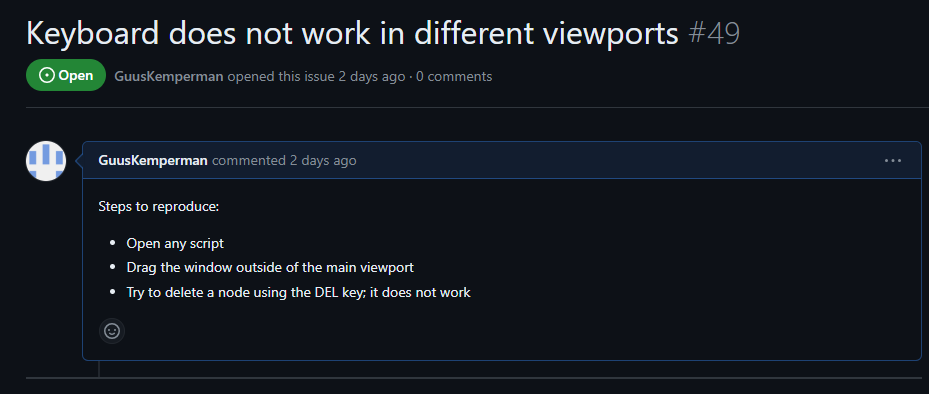 Keyboard does not work in different viewports #49
Open GuusKemperman opened this issue 2 days ago · 0 comments
GuusKemperman commented 2 days ago
Steps to reproduce:
• Open any script
• Drag the window outside of the main viewport
• Try to delete a node using the DEL key; it does not work